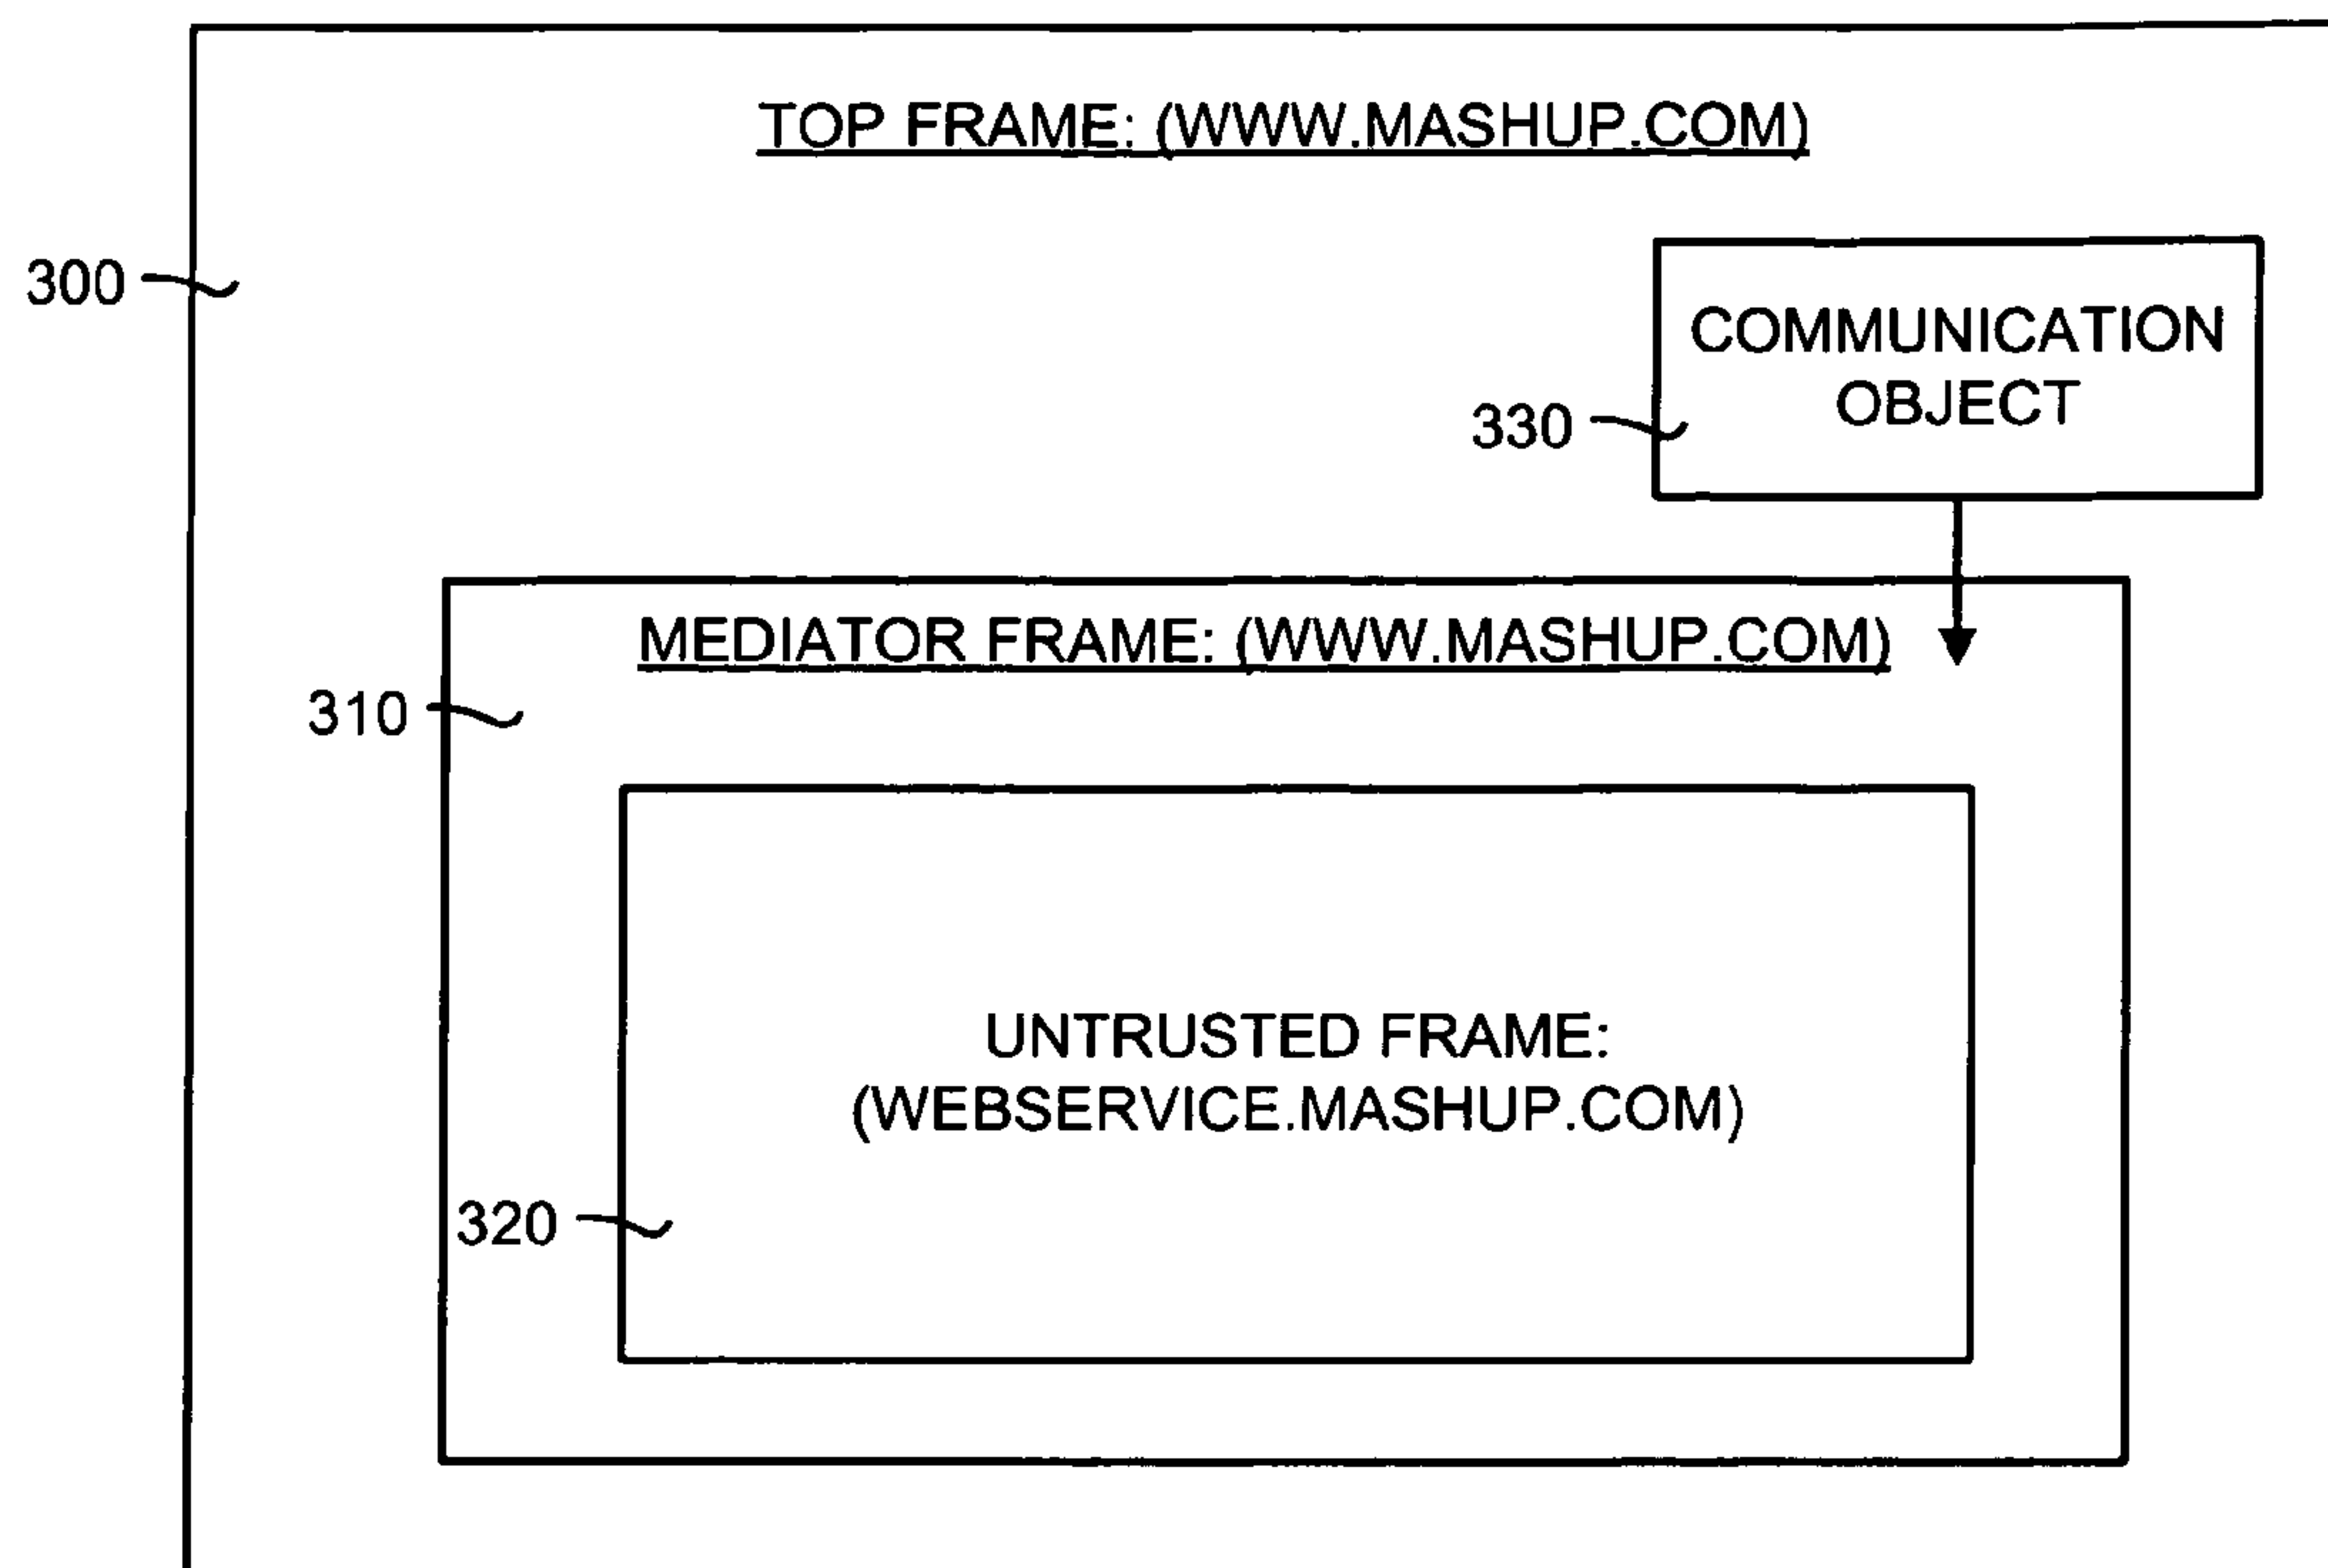 TOP FRAME: (WWW.MASHUP.COM)
300
COMMUNICATION
OBJECT
330
MEDIATOR FRAME: (WWW.MASHUP.COM)
310
UNTRUSTED FRAME:
(WEBSERVICE.MASHUP.COM)
320